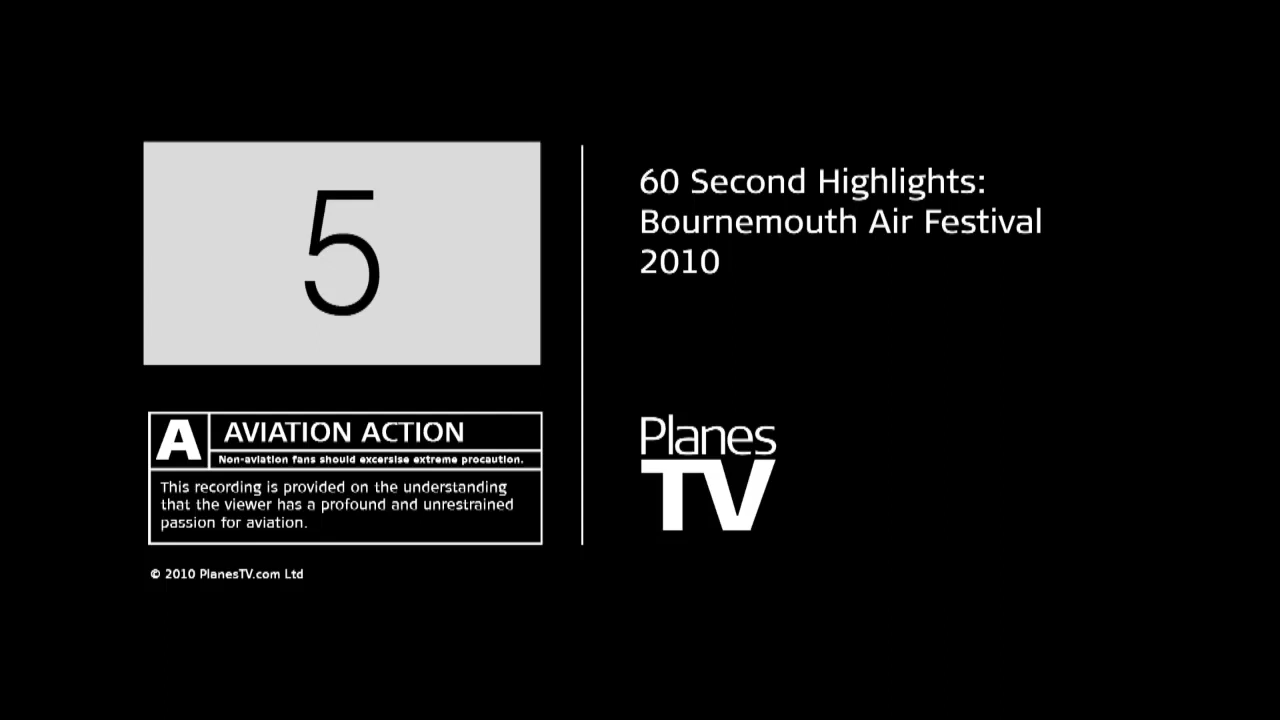 5
60 Second Highlights:
Bournemouth Air Festival
2010
A
AVIATION ACTION
Non-aviation fans should excersise extreme procaution.
This recording is provided on the understanding
that the viewer has a profound and unrestrained
passion for aviation.
Planes
TV
© 2010 PlanesTV.com Ltd